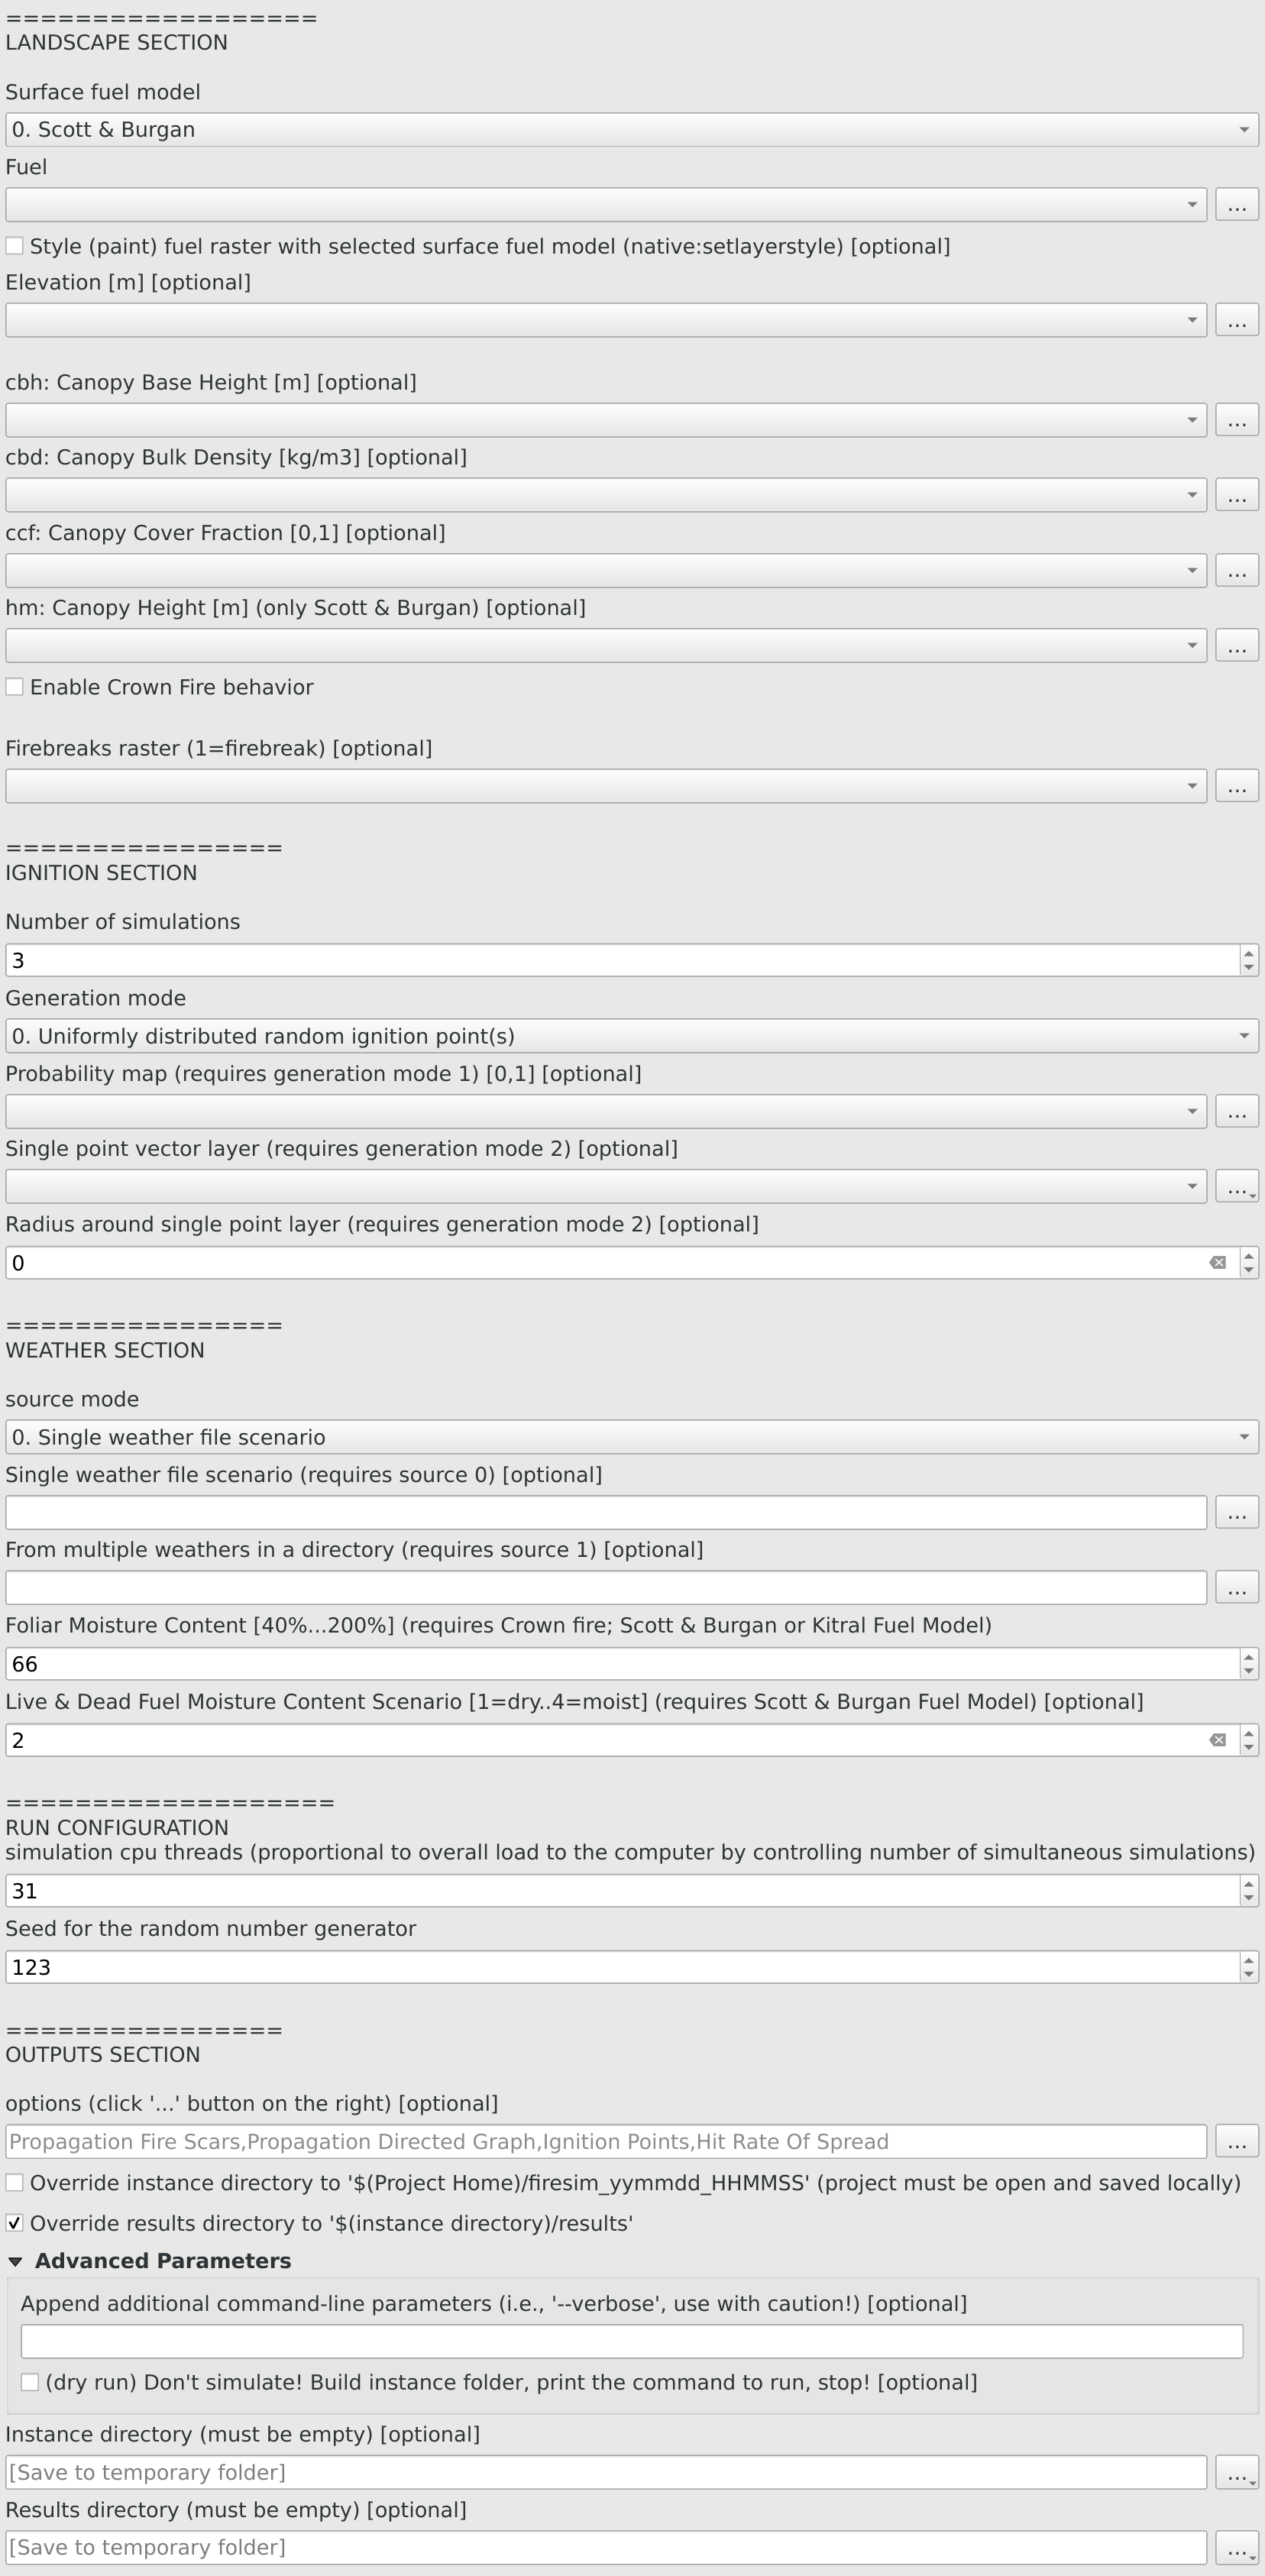 ==================
LANDSCAPE SECTION
Surface fuel model
0. Scott & Burgan
Fuel
...
Style (paint) fuel raster with selected surface fuel model (native:setlayerstyle) [optional]
Elevation [m] [optional]
...
cbh: Canopy Base Height [m] [optional]
...
cbd: Canopy Bulk Density [kg/m3] [optional]
...
ccf: Canopy Cover Fraction [0,1] [optional]
...
hm: Canopy Height [m] (only Scott & Burgan) [optional]
...
Enable Crown Fire behavior
Firebreaks raster (1=firebreak) [optional]
...
================
IGNITION SECTION
Number of simulations
3
Generation mode
0. Uniformly distributed random ignition point(s)
Probability map (requires generation mode 1) [0,1] [optional]
...
Single point vector layer (requires generation mode 2) [optional]
...
Radius around single point layer (requires generation mode 2) [optional]
0
================
WEATHER SECTION
source mode
0. Single weather file scenario
Single weather file scenario (requires source 0) [optional]
...
From multiple weathers in a directory (requires source 1) [optional]
...
Foliar Moisture Content [40%...200%] (requires Crown fire; Scott & Burgan or Kitral Fuel Model)
66
Live & Dead Fuel Moisture Content Scenario [1=dry..4=moist] (requires Scott & Burgan Fuel Model) [optional]
2
===================
RUN CONFIGURATION
simulation cpu threads (proportional to overall load to the computer by controlling number of simultaneous simulations)
31
Seed for the random number generator
123
================
OUTPUTS SECTION
options (click '...' button on the right) [optional]
Propagation Fire Scars,Propagation Directed Graph,Ignition Points,Hit Rate Of Spread ...
Override instance directory to '$(Project Home)/firesim_yymmdd_HHMMSS' (project must be open and saved locally)
Override results directory to '$(instance directory)/results'
Advanced Parameters
Append additional command-line parameters (i.e., '--verbose', use with caution!) [optional]
(dry run) Don't simulate! Build instance folder, print the command to run, stop! [optional]
Instance directory (must be empty) [optional]
[Save to temporary folder] ...
Results directory (must be empty) [optional]
[Save to temporary folder] ...